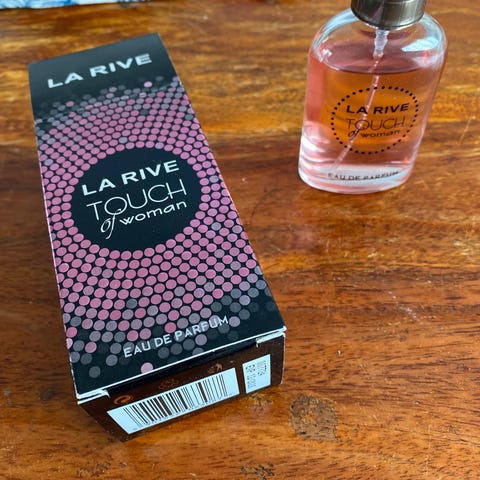 LA RIVE
LA RIVE
TOUCH
of woman
EAU DE PARFUM
LA RIVE
TOUCH
of woman
EAU DE PARFUM